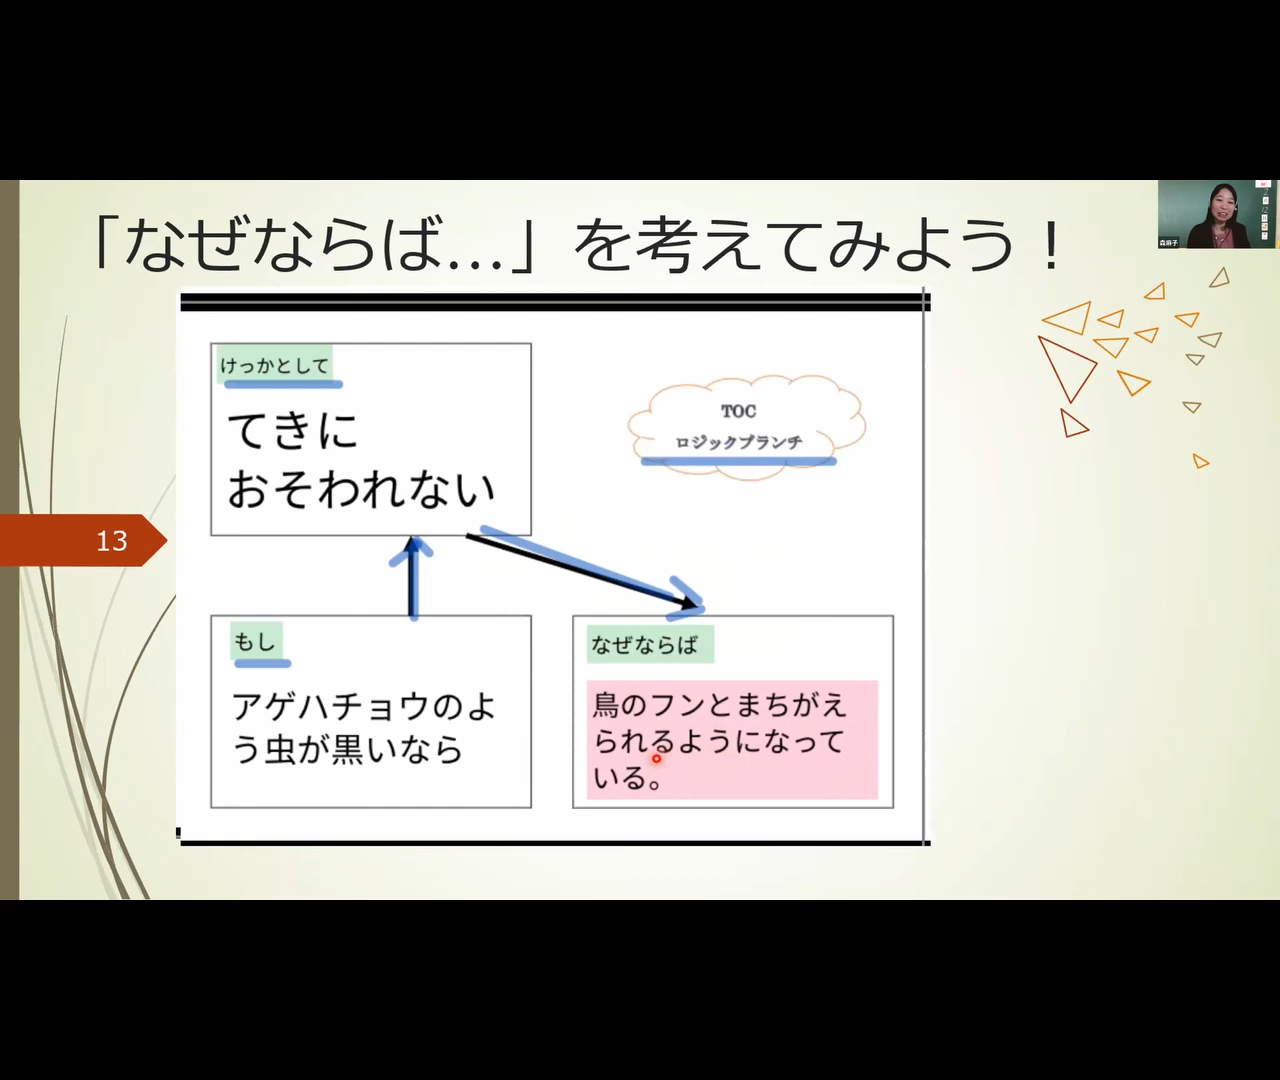 「なぜならば…」を考えてみよう！
けっかとして
てきに
おそわれない
TOC
ロジックブランチ
13
もし
アゲハチョウのよ
う虫が黒いなら
なぜならば
鳥のフンとまちがえ
られるようになって
いる。
森麻子